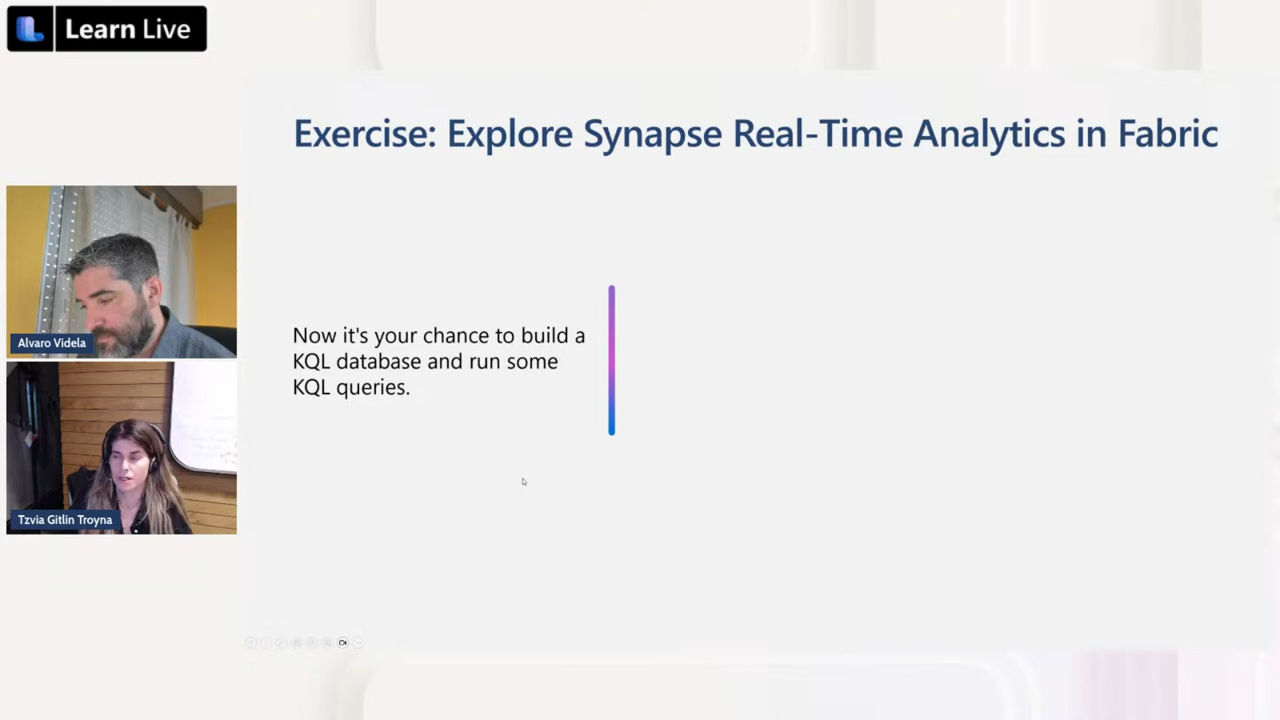 Learn Live
Exercise: Explore Synapse Real-Time Analytics in Fabric
Alvaro Videla
Now it's your chance to build a
KQL database and run some
KQL queries.
Tzvia Gitlin Troyna